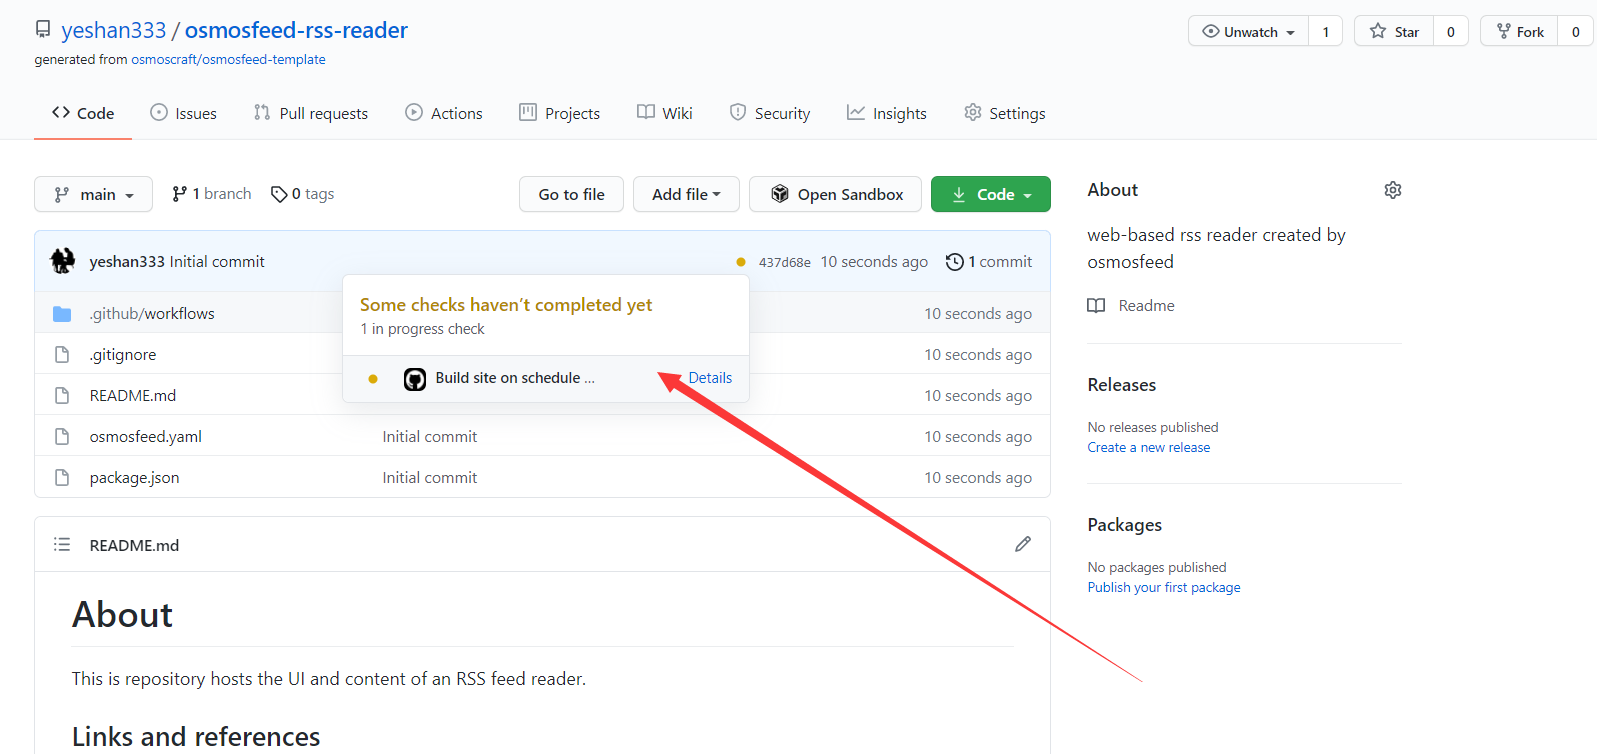 yeshan333 / osmosfeed-rss-reader
Unwatch 1 Star 0 Fork 0
generated from osmoscraft/osmosfeed-template
Code Issues Pull requests Actions Projects Wiki Security Insights Settings
main 1 branch 0 tags Go to file Add file Open Sandbox Code
yeshan333 Initial commit 437d68e 10 seconds ago 1 commit
Some checks haven’t completed yet
1 in progress check
Build site on schedule ... Details
.github/workflows 10 seconds ago
.gitignore 10 seconds ago
README.md 10 seconds ago
osmosfeed.yaml Initial commit 10 seconds ago
package.json Initial commit 10 seconds ago
README.md
About
This is repository hosts the UI and content of an RSS feed reader.
Links and references
About
web-based rss reader created by
osmosfeed
Readme
Releases
No releases published
Create a new release
Packages
No packages published
Publish your first package